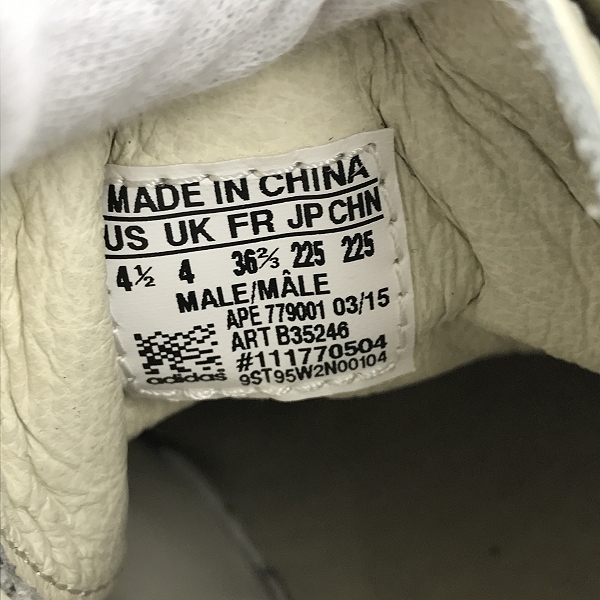 MADE IN CHINA
US UK FR JP CHN
4½ 4 36⅔ 225 225
MALE/MÂLE
APE 779001 03/15
ART B35246
#111770504
adidas 9ST95W2N00104